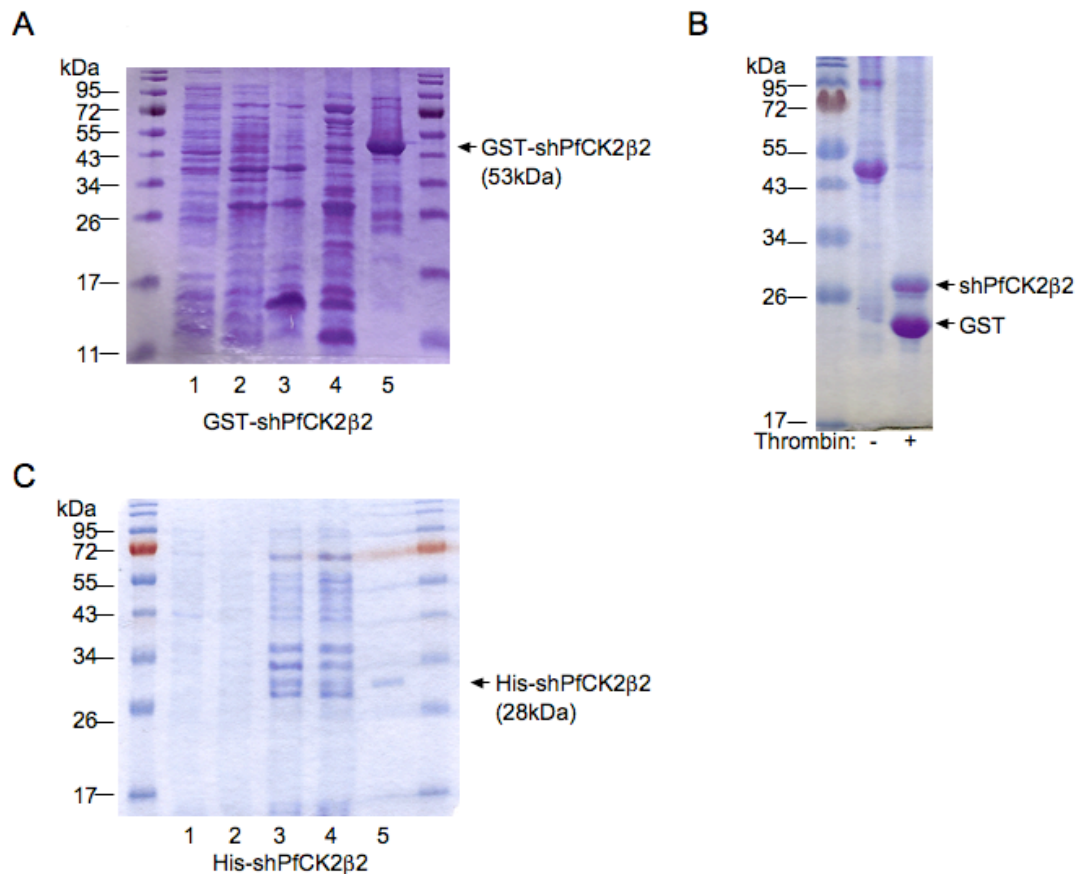 A
kDa
95
72
55
43
34
26
17
11
GST-shPfCK2β2
(53kDa)
1 2 3 4 5
GST-shPfCK2β2
B
kDa
95
72
55
43
34
26
17
shPfCK2β2
GST
Thrombin: - +
C
kDa
95
72
55
43
34
26
17
His-shPfCK2β2
(28kDa)
1 2 3 4 5
His-shPfCK2β2